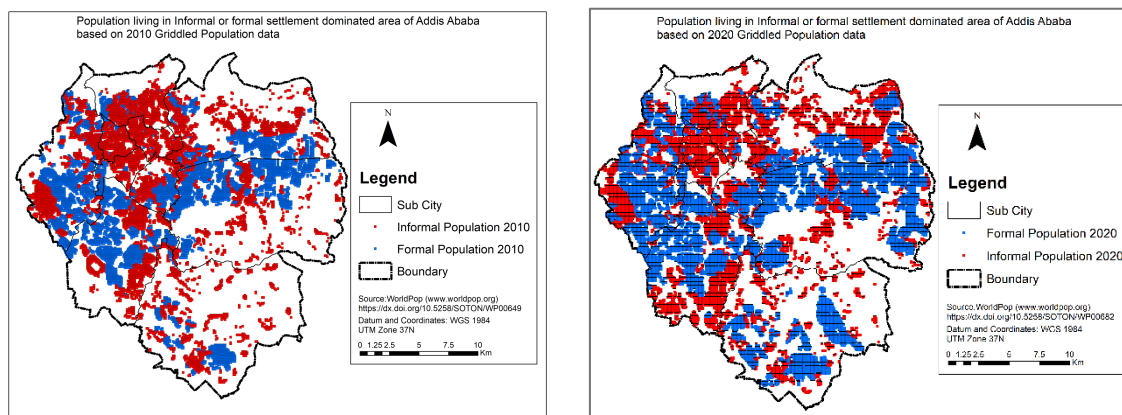 Population living in Informal or formal settlement dominated area of Addis Ababa
based on 2010 Griddled Population data
N
Legend
Sub City
Informal Population 2010
Formal Population 2010
Boundary
Source:WorldPop (www.worldpop.org)
https://dx.doi.org/10.5258/SOTON/WP00649
Datum and Coordinates: WGS 1984
UTM Zone 37N
0 1.25 2.5 5 7.5 10
Km
Population living in Informal or formal settlement dominated area of Addis Ababa
based on 2020 Griddled Population data
N
Legend
Sub City
Formal Population 2020
Informal Population 2020
Boundary
Source:WorldPop (www.worldpop.org)
https://dx.doi.org/10.5258/SOTON/WP00682
Datum and Coordinates: WGS 1984
UTM Zone 37N
0 1.25 2.5 5 7.5 10
Km